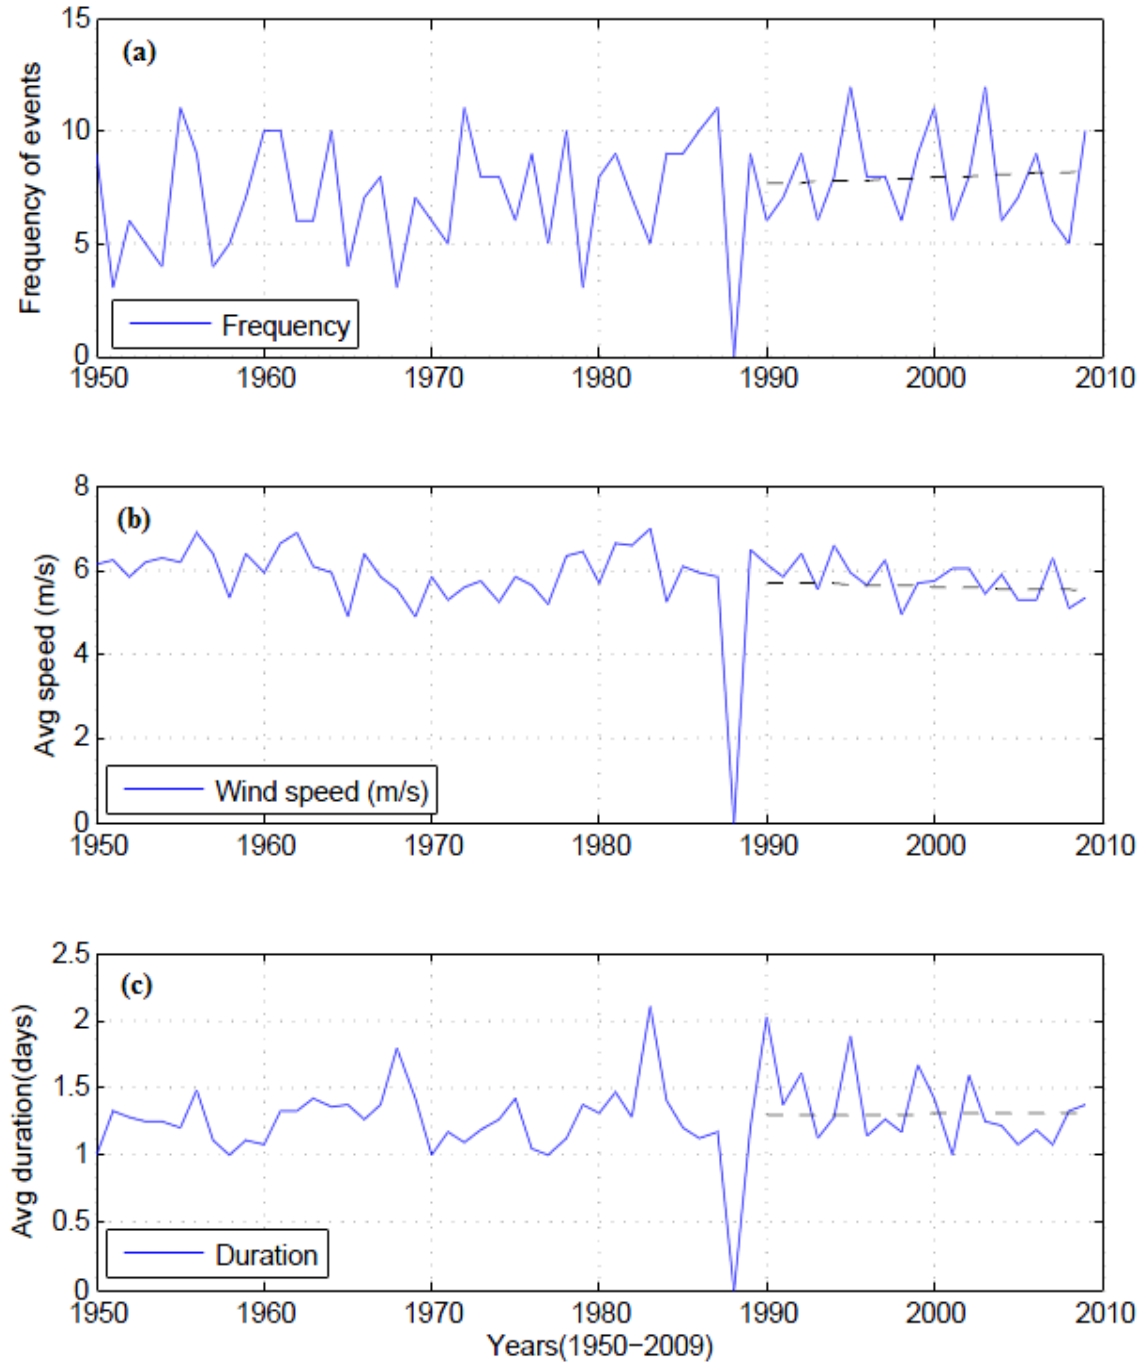 15
(a)
10
5
0
Frequency of events
Frequency
1950 1960 1970 1980 1990 2000 2010
8
(b)
6
4
2
0
Avg speed (m/s)
Wind speed (m/s)
1950 1960 1970 1980 1990 2000 2010
2.5
(c)
2
1.5
1
0.5
0
Avg duration(days)
Duration
1950 1960 1970 1980 1990 2000 2010
Years(1950−2009)